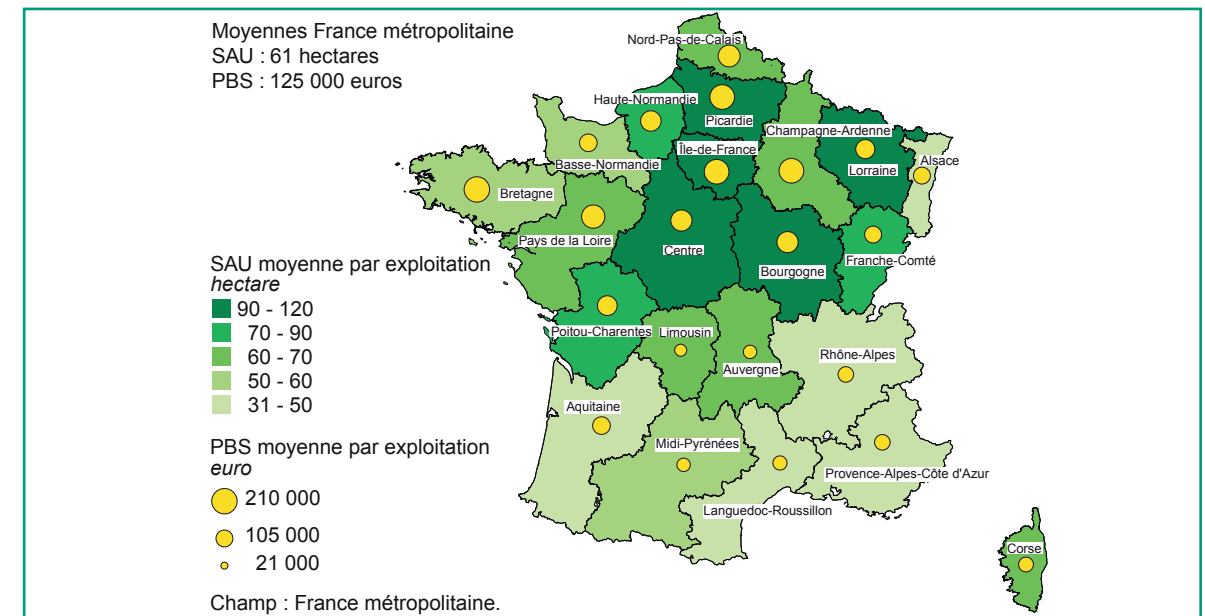 Moyennes France métropolitaine
SAU : 61 hectares
PBS : 125 000 euros
Nord-Pas-de-Calais
Haute-Normandie
Picardie
Champagne-Ardenne
Île-de-France
Alsace
Basse-Normandie
Lorraine
Bretagne
Pays de la Loire
Centre
Bourgogne
Franche-Comté
SAU moyenne par exploitation
hectare
90 - 120
70 - 90
60 - 70
50 - 60
31 - 50
Poitou-Charentes
Limousin
Auvergne
Rhône-Alpes
Aquitaine
Midi-Pyrénées
Provence-Alpes-Côte d'Azur
Languedoc-Roussillon
Corse
PBS moyenne par exploitation
euro
210 000
105 000
21 000
Champ : France métropolitaine.